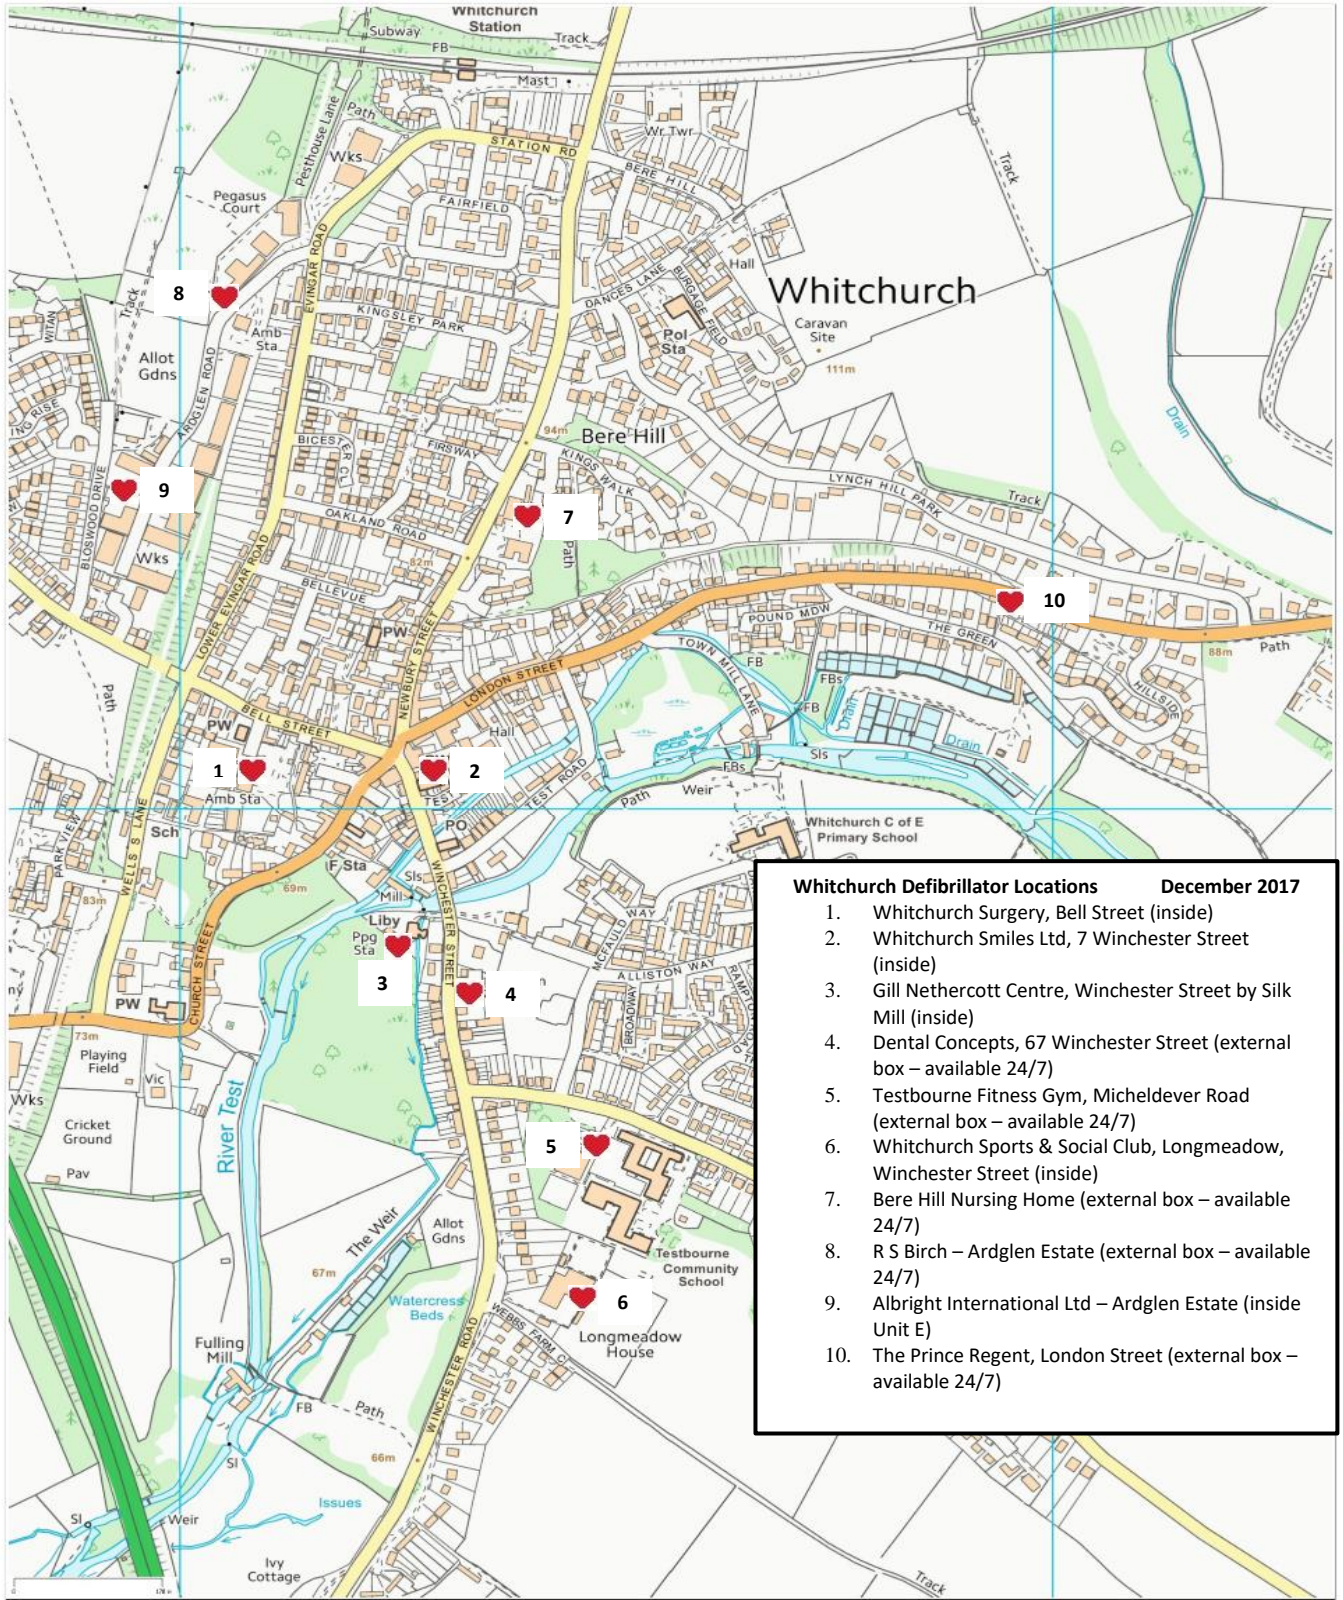 Whitchurch
Station
Subway
FB
Track
Mast
Path
Pesthouse Lane
Wks
STATION RD
Wr Twr
BERE HILL
Track
Pegasus
Court
FAIRFIELD
EVINGAR ROAD
Hall
DANCES LANE
BURGAGE FIELD
Whitchurch
8
Track
WITAN
Amb
Sta
KINGSLEY PARK
Pol
Sta
Caravan
Site
111m
Allot
Gdns
ARDGLEN ROAD
Drain
ING RISE
BICESTER CL
FIRSWAY
94m
Bere Hill
KINGS WALK
LYNCH HILL PARK
Track
BLOSWOOD DRIVE
9
7
OAKLAND ROAD
Path
Wks
82m
BELLEVUE
LOWER EVINGAR ROAD
10
POUND MDW
THE GREEN
PW
NEWBURY STREET
TOWN MILL LANE
FB
88m
Path
LONDON STREET
FBs
HILLSIDE
Path
BELL STREET
PW
FB
Drain
Hall
Drain
1
2
Sls
FBs
Amb Sta
TEST ROAD
Path
Weir
PARK VIEW
WELLS LANE
Sch
PO
Whitchurch C of E
Primary School
F Sta
69m
Sls
Mill
83m
WINCHESTER STREET
Liby
Ppg
Sta
MCFAULD WAY
ALLISTON WAY
3
4
CHURCH STREET
PW
BROADWAY
73m
Playing
Field
Vic
Wks
River Test
Cricket
Ground
5
Pav
The Weir
Allot
Gdns
Testbourne
Community
School
67m
Watercress
Beds
6
WEBBS FARM C
Longmeadow
House
Fulling
Mill
WINCHESTER ROAD
FB
Path
66m
Sl
Issues
Sl
Weir
Ivy
Cottage
Track
Whitchurch Defibrillator Locations December 2017
1. Whitchurch Surgery, Bell Street (inside)
2. Whitchurch Smiles Ltd, 7 Winchester Street
(inside)
3. Gill Nethercott Centre, Winchester Street by Silk
Mill (inside)
4. Dental Concepts, 67 Winchester Street (external
box – available 24/7)
5. Testbourne Fitness Gym, Micheldever Road
(external box – available 24/7)
6. Whitchurch Sports & Social Club, Longmeadow,
Winchester Street (inside)
7. Bere Hill Nursing Home (external box – available
24/7)
8. R S Birch – Ardglen Estate (external box – available
24/7)
9. Albright International Ltd – Ardglen Estate (inside
Unit E)
10. The Prince Regent, London Street (external box –
available 24/7)